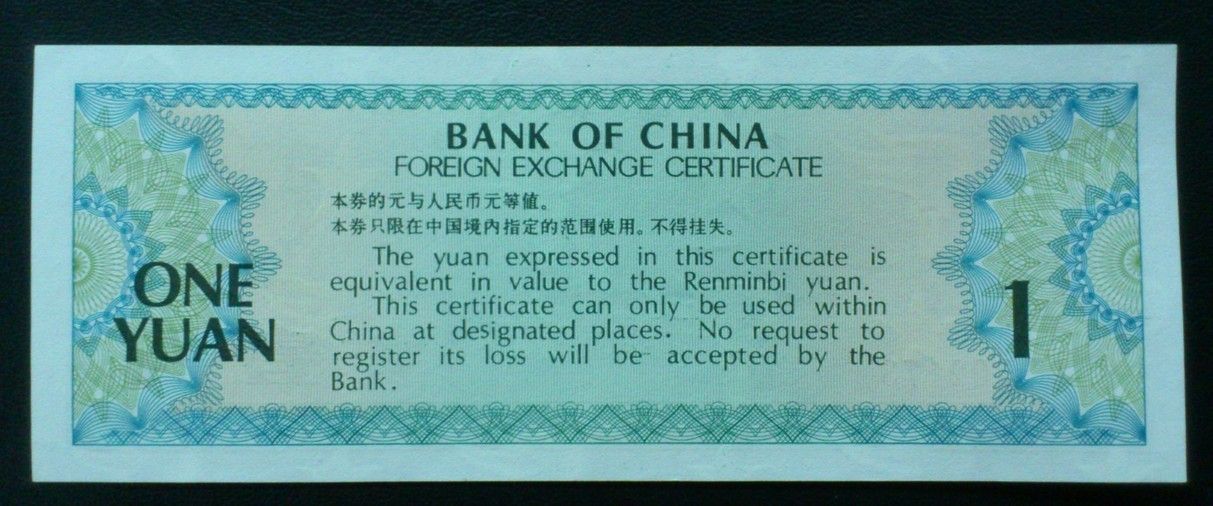 BANK OF CHINA
FOREIGN EXCHANGE CERTIFICATE
本券的元与人民币元等值。
本券只限在中国境内指定的范围使用。不得挂失。
The yuan expressed in this certificate is
equivalent in value to the Renminbi yuan.
This certificate can only be used within
China at designated places. No request to
register its loss will be accepted by the
Bank.
ONE
YUAN
1